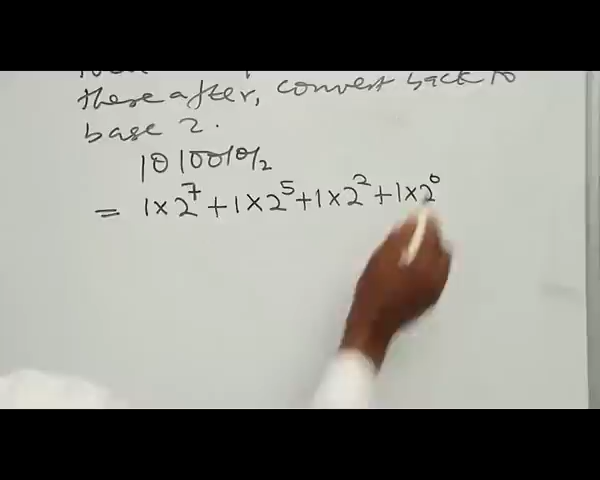 thereafter, convert back to
base 2.
10100101₂
= 1×2⁷ + 1×2⁵ + 1×2² + 1×2⁰